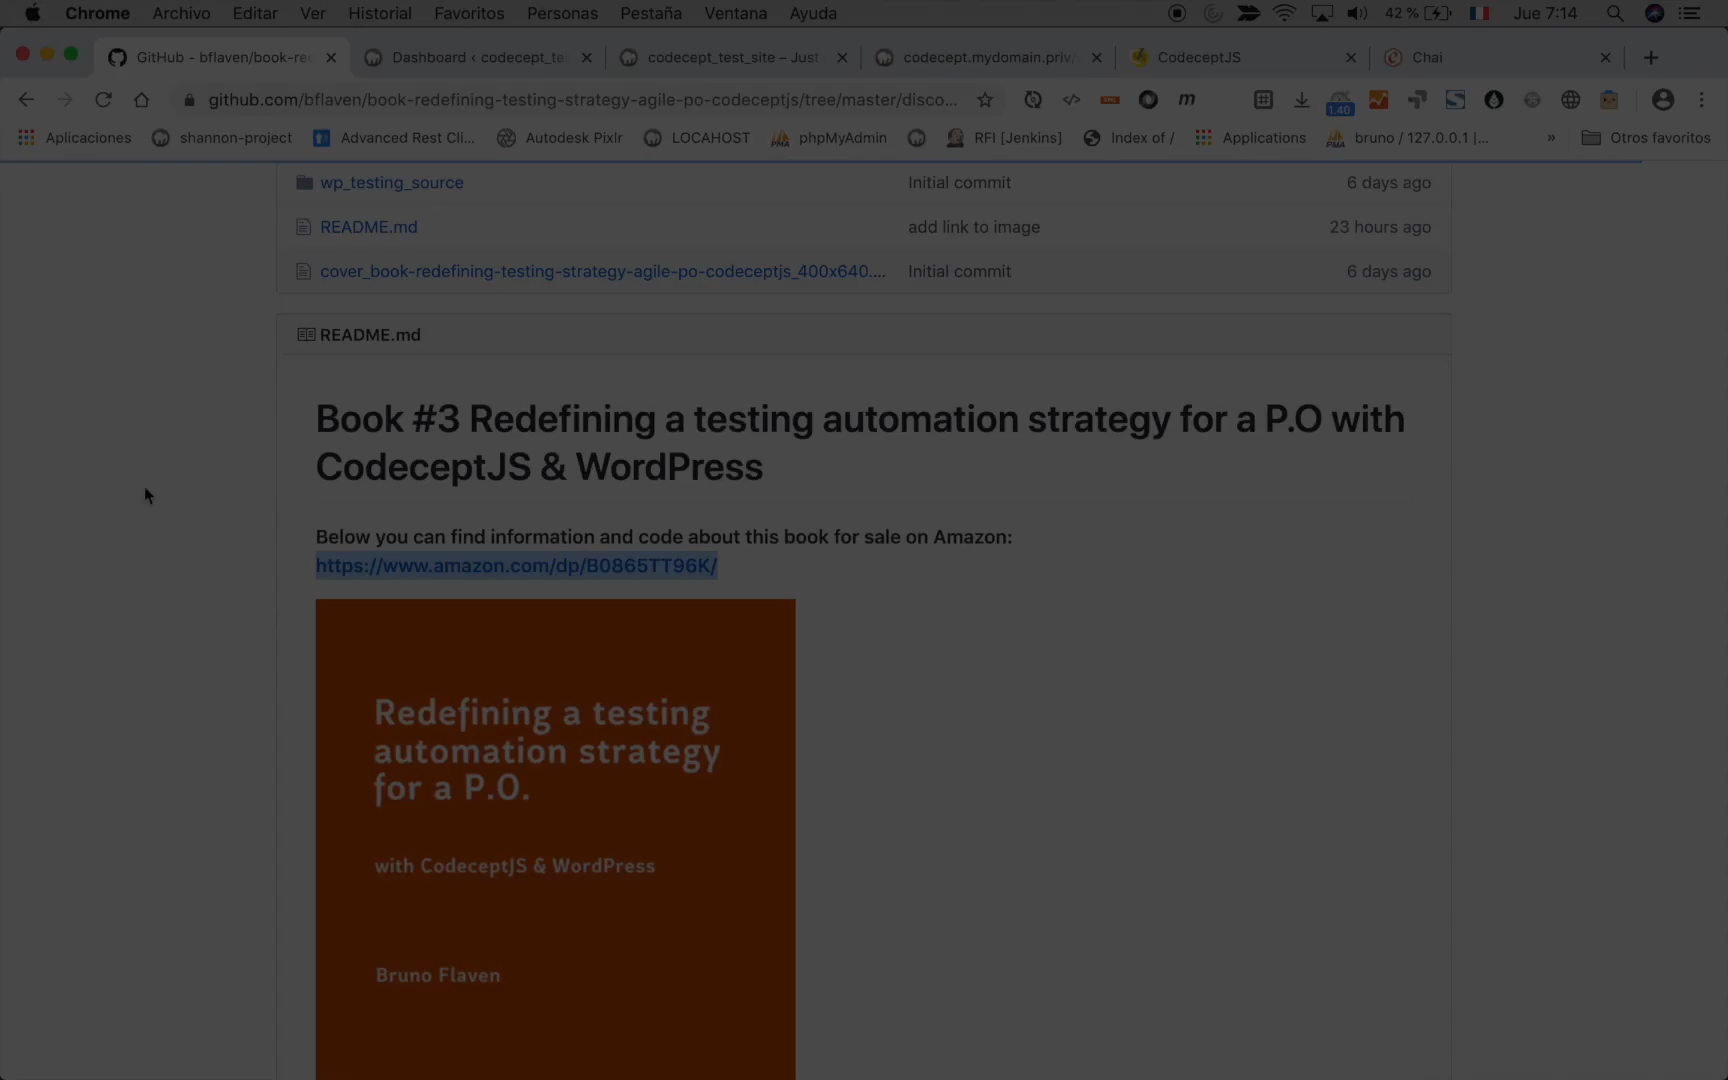 Chrome Archivo Editar Ver Historial Favoritos Personas Pestaña Ventana Ayuda 42 % Jue 7:14
GitHub - bflaven/book-re Dashboard ‹ codecept_te codecept_test_site – Just codecept.mydomain.priv/ CodeceptJS Chai
github.com/bflaven/book-redefining-testing-strategy-agile-po-codeceptjs/tree/master/disco... 1.40
Aplicaciones shannon-project Advanced Rest Cli... Autodesk Pixlr LOCAHOST phpMyAdmin RFI [Jenkins] Index of / Applications bruno / 127.0.0.1 |... » Otros favoritos
wp_testing_source Initial commit 6 days ago
README.md add link to image 23 hours ago
cover_book-redefining-testing-strategy-agile-po-codeceptjs_400x640.... Initial commit 6 days ago
README.md
Book #3 Redefining a testing automation strategy for a P.O with
CodeceptJS & WordPress
Below you can find information and code about this book for sale on Amazon:
https://www.amazon.com/dp/B0865TT96K/
Redefining a testing
automation strategy
for a P.O.
with CodeceptJS & WordPress
Bruno Flaven